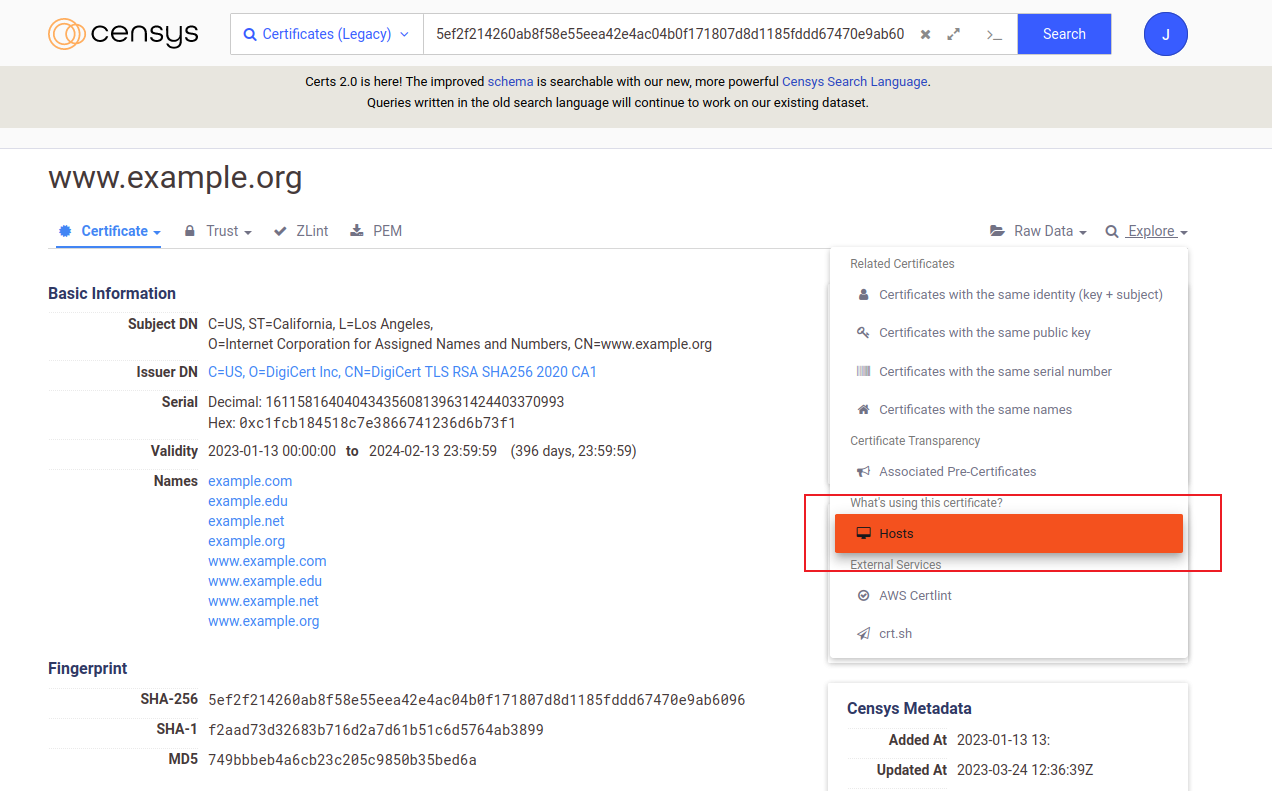 censys
Certificates (Legacy)
5ef2f214260ab8f58e55eea42e4ac04b0f171807d8d1185fddd67470e9ab60
>_
Search
J
Certs 2.0 is here! The improved schema is searchable with our new, more powerful Censys Search Language.
Queries written in the old search language will continue to work on our existing dataset.
www.example.org
Certificate
Trust
ZLint
PEM
Raw Data
Explore
Basic Information
Subject DN C=US, ST=California, L=Los Angeles,
O=Internet Corporation for Assigned Names and Numbers, CN=www.example.org
Issuer DN C=US, O=DigiCert Inc, CN=DigiCert TLS RSA SHA256 2020 CA1
Serial Decimal: 16115816404043435608139631424403370993
Hex: 0xc1fcb184518c7e3866741236d6b73f1
Validity 2023-01-13 00:00:00 to 2024-02-13 23:59:59 (396 days, 23:59:59)
Names example.com
example.edu
example.net
example.org
www.example.com
www.example.edu
www.example.net
www.example.org
Fingerprint
SHA-256 5ef2f214260ab8f58e55eea42e4ac04b0f171807d8d1185fddd67470e9ab6096
SHA-1 f2aad73d32683b716d2a7d61b51c6d5764ab3899
MD5 749bbbeb4a6cb23c205c9850b35bed6a
Related Certificates
Certificates with the same identity (key + subject)
Certificates with the same public key
Certificates with the same serial number
Certificates with the same names
Certificate Transparency
Associated Pre-Certificates
What's using this certificate?
Hosts
External Services
AWS Certlint
crt.sh
Censys Metadata
Added At 2023-01-13 13:
Updated At 2023-03-24 12:36:39Z